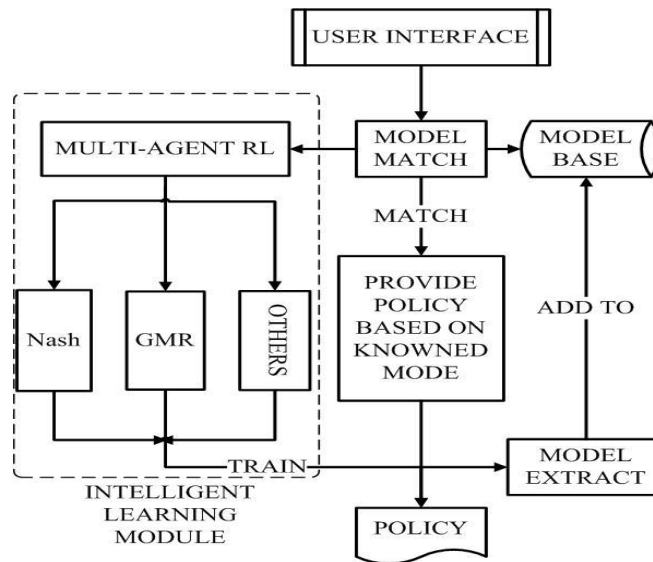 USER INTERFACE
MULTI-AGENT RL
MODEL
MATCH
MODEL
BASE
MATCH
Nash
GMR
OTHERS
PROVIDE
POLICY
BASED ON
KNOWNED
MODE
ADD TO
TRAIN
MODEL
EXTRACT
INTELLIGENT
LEARNING
MODULE
POLICY